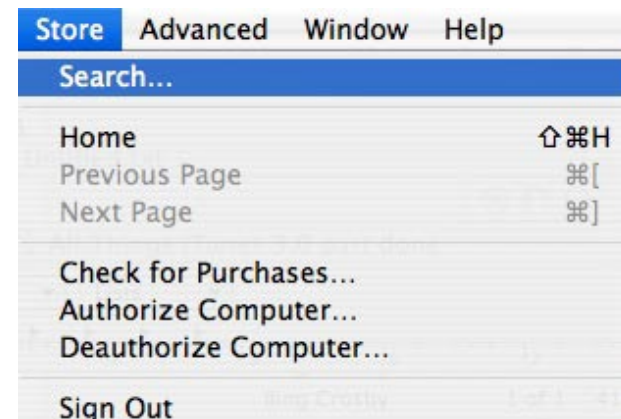 Store Advanced Window Help
Search...
Home ⇧⌘H
Previous Page ⌘[
Next Page ⌘]
Check for Purchases...
Authorize Computer...
Deauthorize Computer...
Sign Out